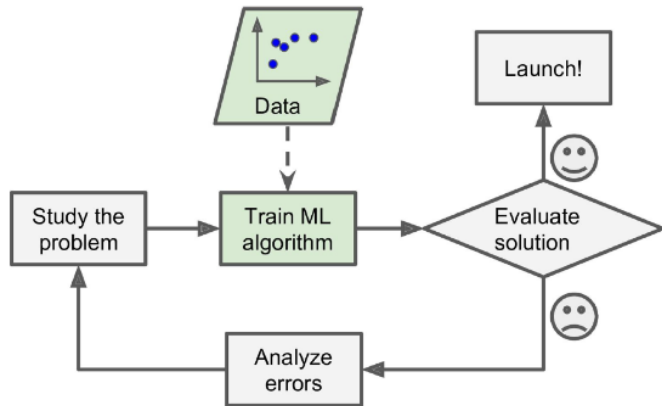 Data
Launch!
Study the
problem
Train ML
algorithm
Evaluate
solution
Analyze
errors